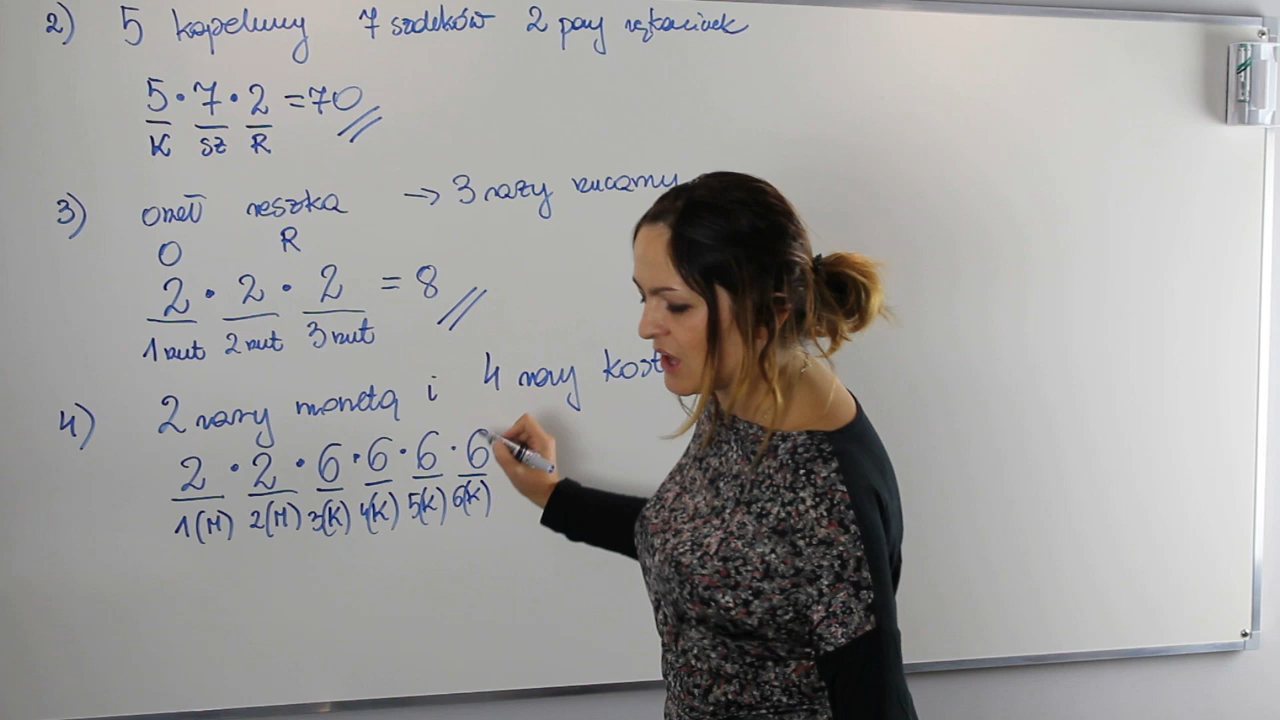 2) 5 kapeluszy 7 szalików 2 pary rękawiczek
5 · 7 · 2 = 70
K SZ R
3) orzeł reszka → 3 razy rzucamy
O R
2 · 2 · 2 = 8
1 rzut 2 rzut 3 rzut
4) 2 razy monetą i 4 razy kost
2 · 2 · 6 · 6 · 6 · 6
1(M) 2(M) 3(K) 4(K) 5(K) 6(K)